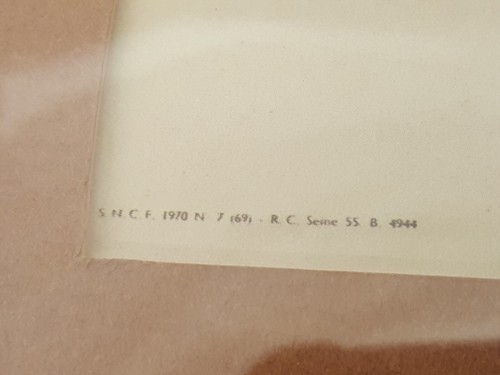 S. N. C. F. 1970 N 7 (69) - R. C. Seine 55 B. 4944